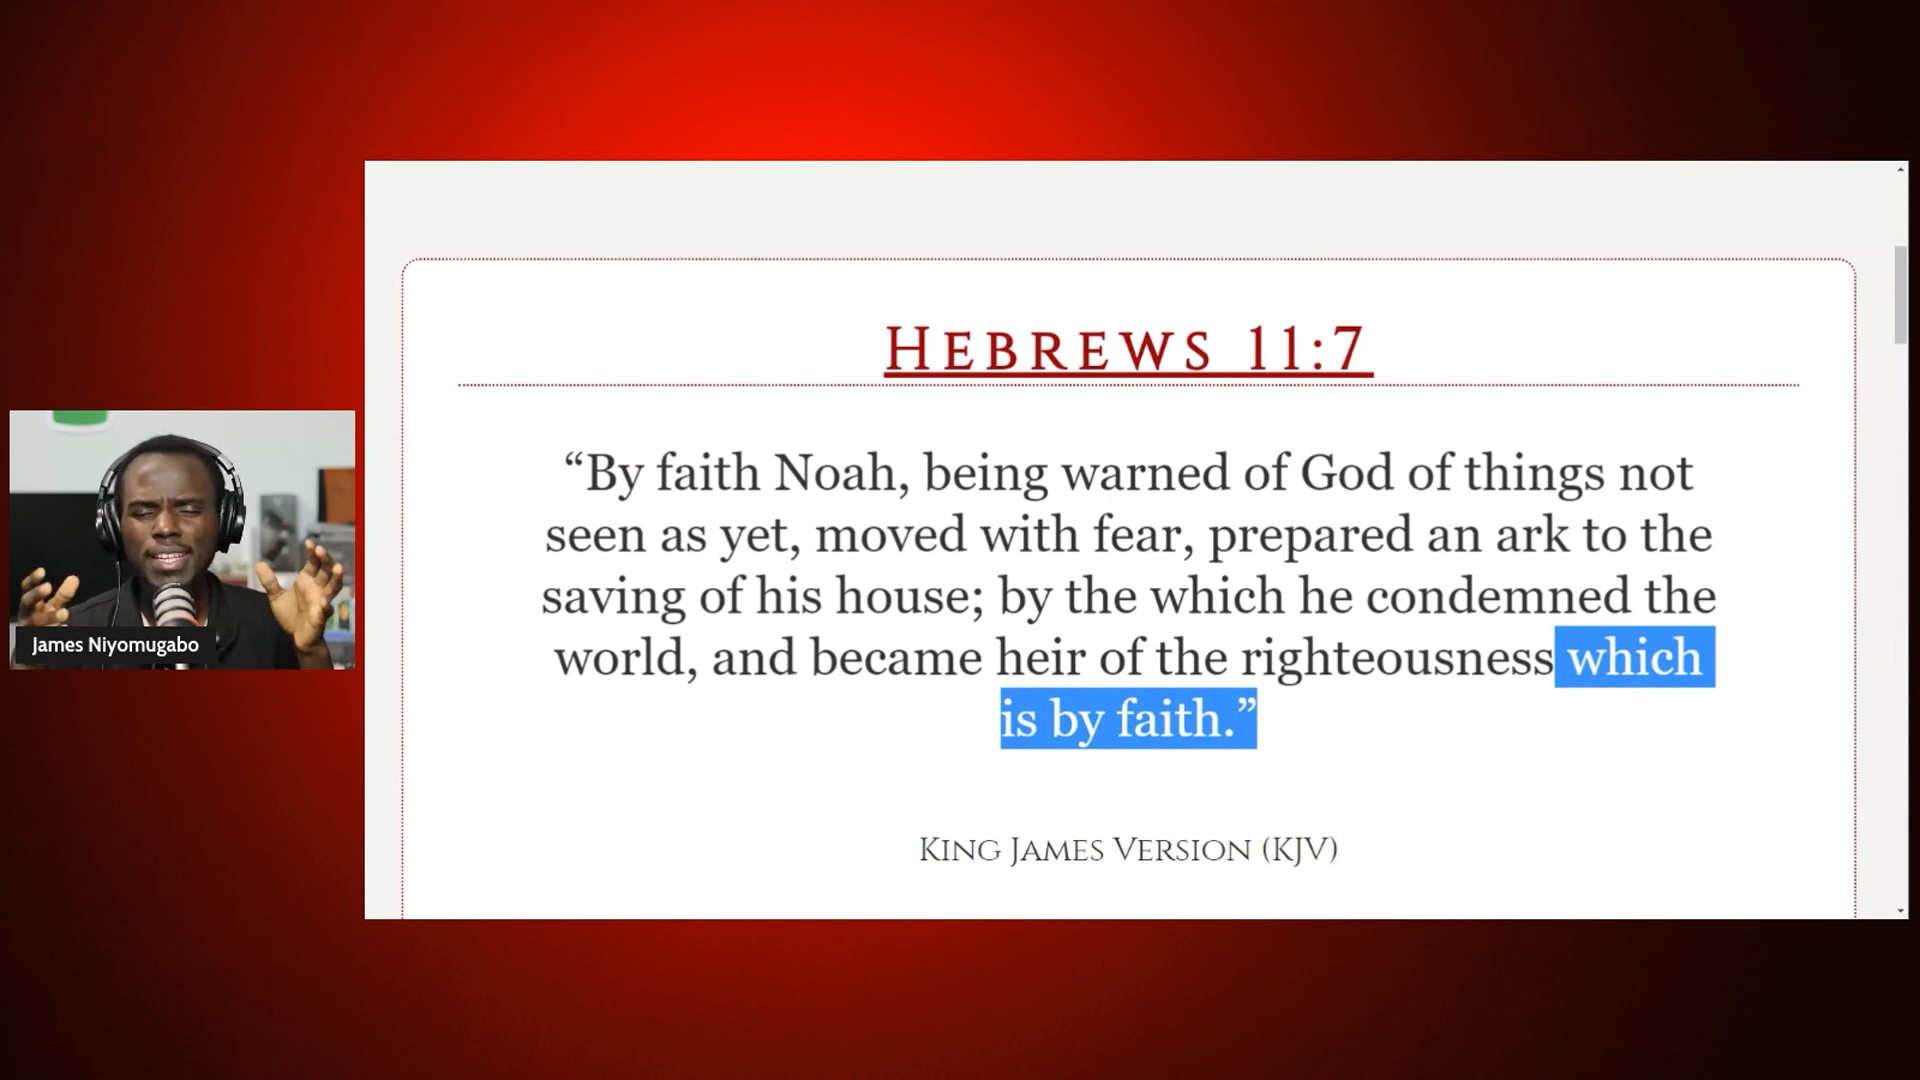 HEBREWS 11:7
“By faith Noah, being warned of God of things not
seen as yet, moved with fear, prepared an ark to the
saving of his house; by the which he condemned the
world, and became heir of the righteousness which
is by faith.”
KING JAMES VERSION (KJV)
James Niyomugabo